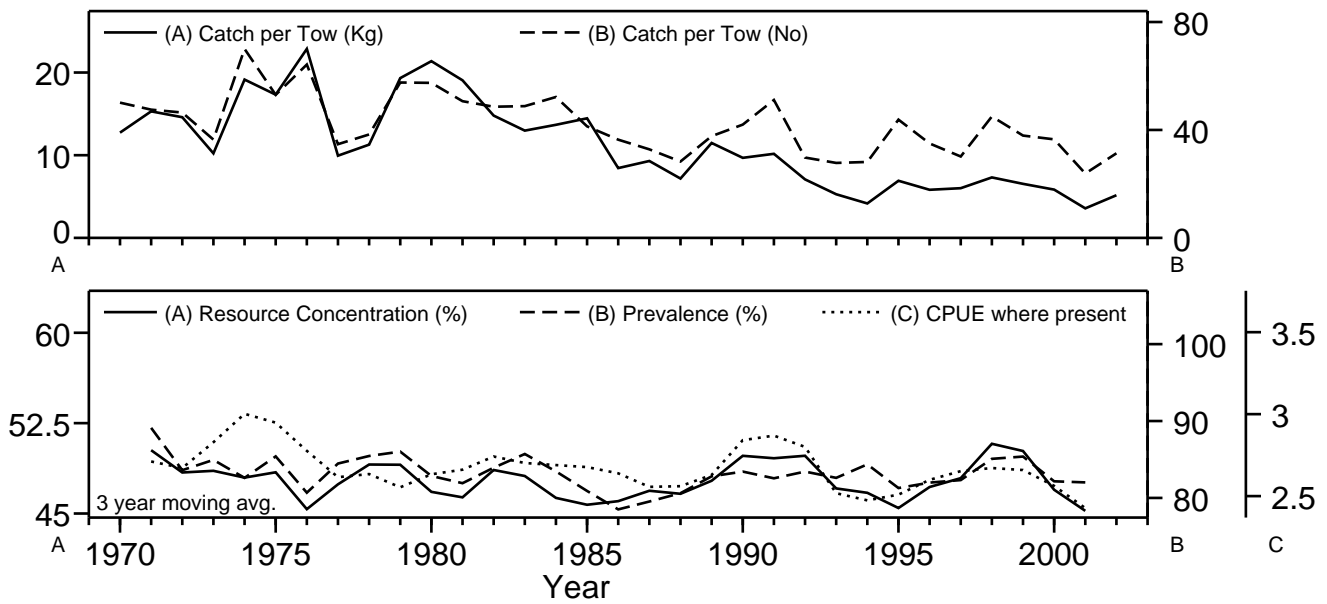 (A) Catch per Tow (Kg) (B) Catch per Tow (No)
80
20
40
10
0 0
A B
(A) Resource Concentration (%) (B) Prevalence (%) (C) CPUE where present
60 100 3.5
52.5 90 3
80 2.5
3 year moving avg.
45
A B C
1970 1975 1980 1985 1990 1995 2000
Year